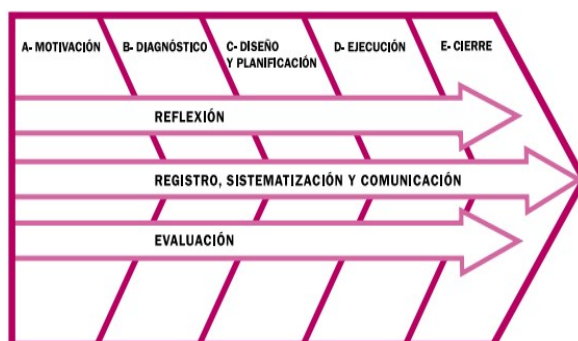 A- MOTIVACIÓN
B- DIAGNÓSTICO
C- DISEÑO
Y PLANIFICACIÓN
D- EJECUCIÓN
E- CIERRE
REFLEXIÓN
REGISTRO, SISTEMATIZACIÓN Y COMUNICACIÓN
EVALUACIÓN